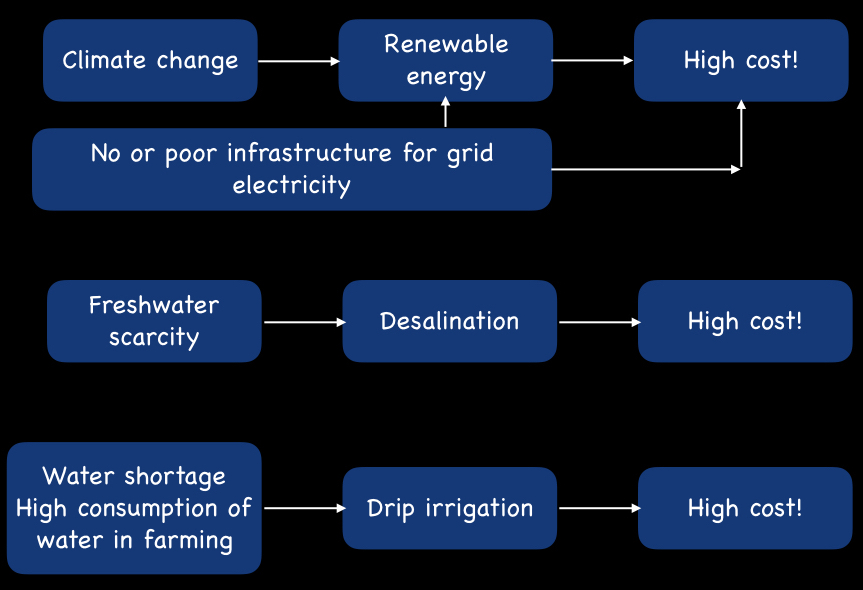 Climate change
Renewable
energy
High cost!
No or poor infrastructure for grid
electricity
Freshwater
scarcity
Desalination
High cost!
Water shortage
High consumption of
water in farming
Drip irrigation
High cost!